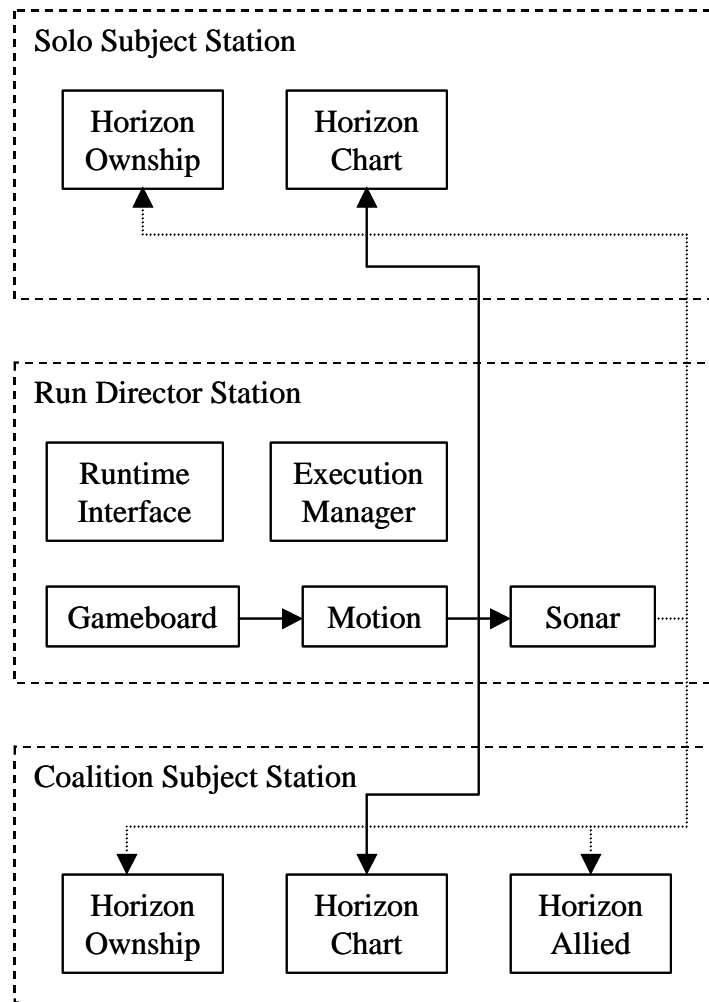 Solo Subject Station
Horizon
Ownship
Horizon
Chart
Run Director Station
Runtime
Interface
Execution
Manager
Gameboard
Motion
Sonar
Coalition Subject Station
Horizon
Ownship
Horizon
Chart
Horizon
Allied